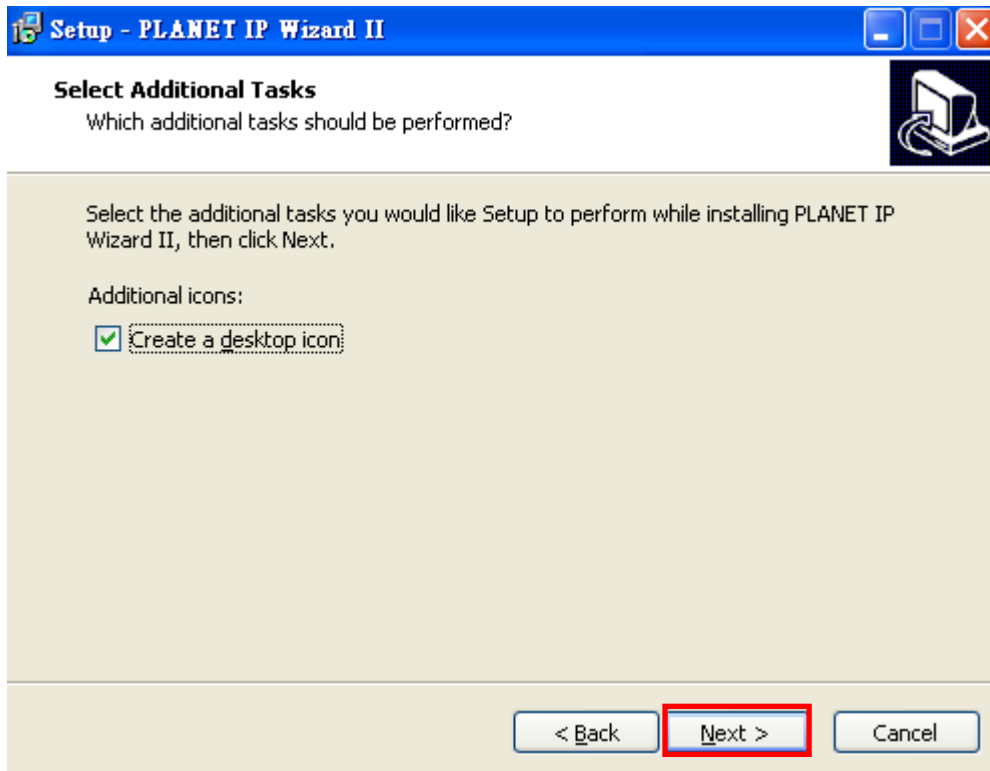 Setup - PLANET IP Wizard II
Select Additional Tasks
Which additional tasks should be performed?
Select the additional tasks you would like Setup to perform while installing PLANET IP
Wizard II, then click Next.
Additional icons:
Create a desktop icon
< Back Next > Cancel